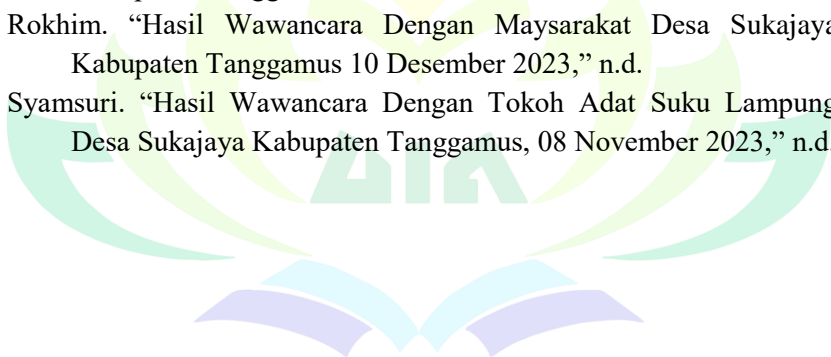 Rokhim. “Hasil Wawancara Dengan Maysarakat Desa Sukajaya
Kabupaten Tanggamus 10 Desember 2023,” n.d.
Syamsuri. “Hasil Wawancara Dengan Tokoh Adat Suku Lampung
Desa Sukajaya Kabupaten Tanggamus, 08 November 2023,” n.d.